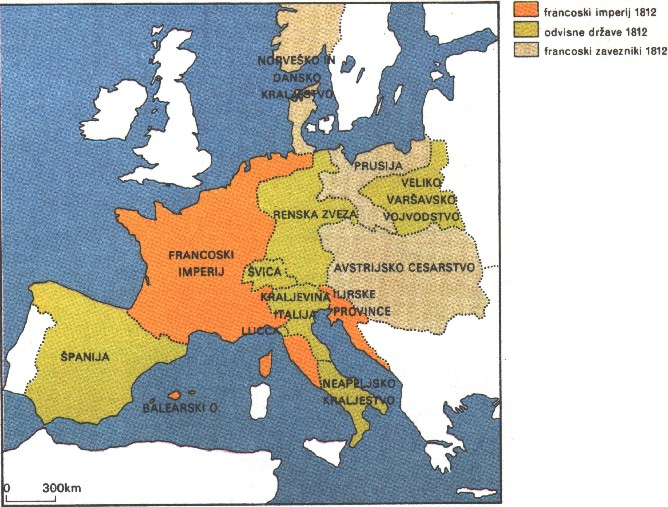 francoski imperij 1812
odvisne države 1812
francoski zavezniki 1812
NORVEŠKO IN
DANSKO
KRALJESTVO
PRUSIJA
VELIKO
VARŠAVSKO
VOJVODSTVO
RENSKA ZVEZA
FRANCOSKI
IMPERIJ
ŠVICA
AVSTRIJSKO CESARSTVO
KRALJEVINA
ITALIJA
ILIRSKE
PROVINCE
LUCCA
ŠPANIJA
NEAPELJSKO
KRALJESTVO
BALEARSKI O.
0 300km